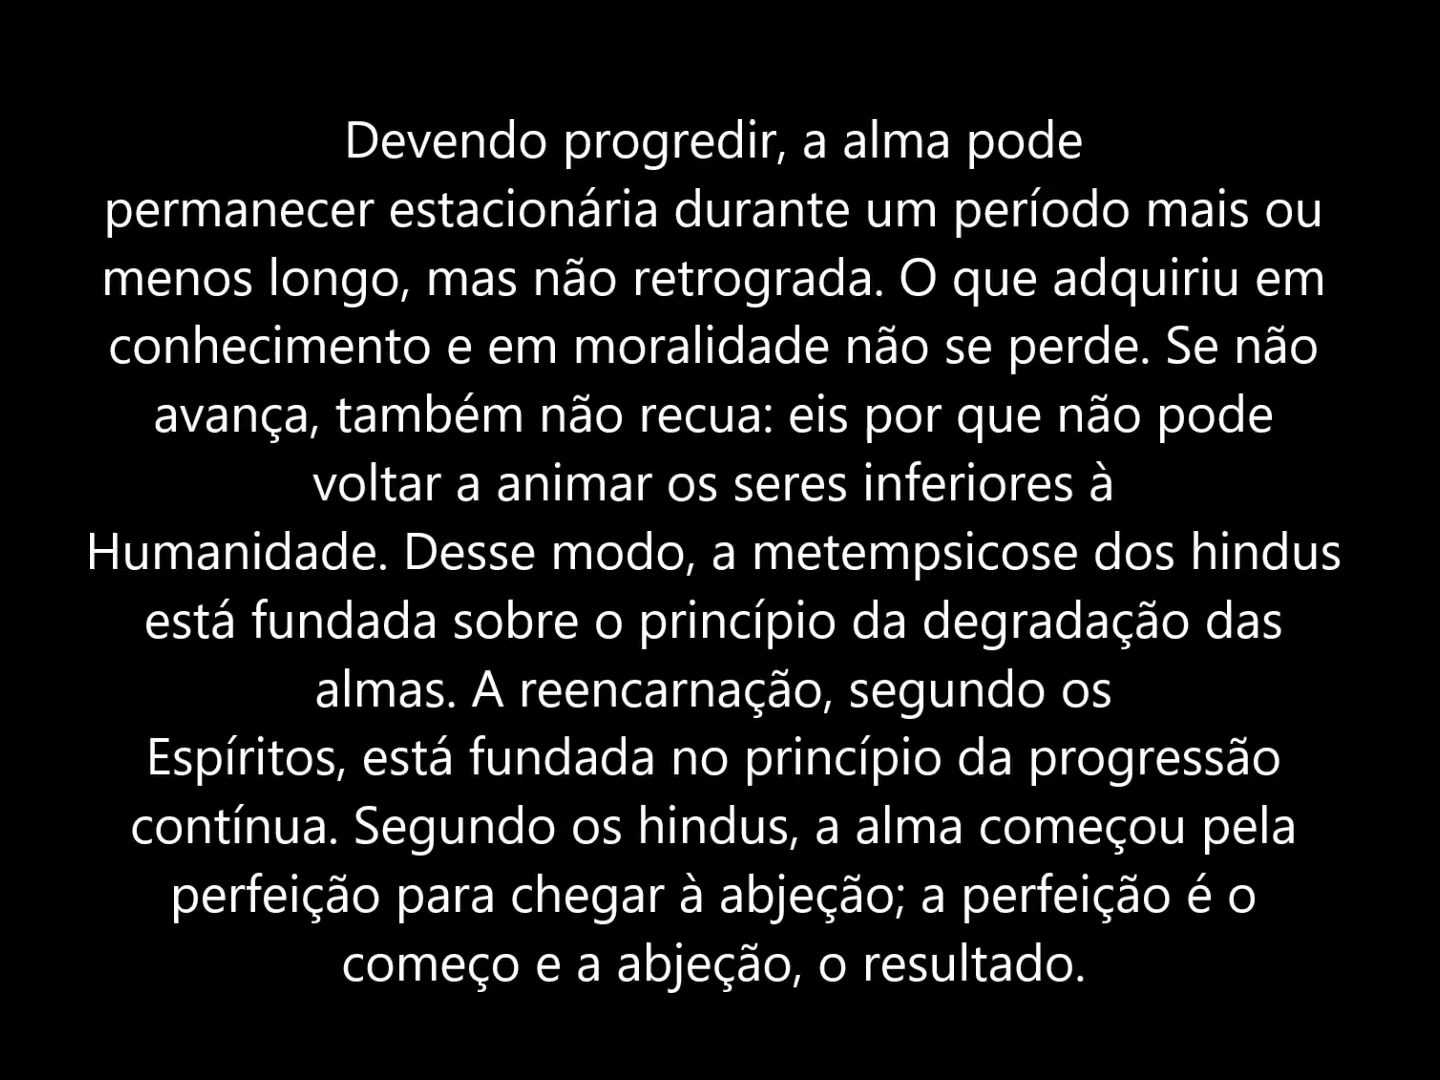 Devendo progredir, a alma pode
permanecer estacionária durante um período mais ou
menos longo, mas não retrograda. O que adquiriu em
conhecimento e em moralidade não se perde. Se não
avança, também não recua: eis por que não pode
voltar a animar os seres inferiores à
Humanidade. Desse modo, a metempsicose dos hindus
está fundada sobre o princípio da degradação das
almas. A reencarnação, segundo os
Espíritos, está fundada no princípio da progressão
contínua. Segundo os hindus, a alma começou pela
perfeição para chegar à abjeção; a perfeição é o
começo e a abjeção, o resultado.